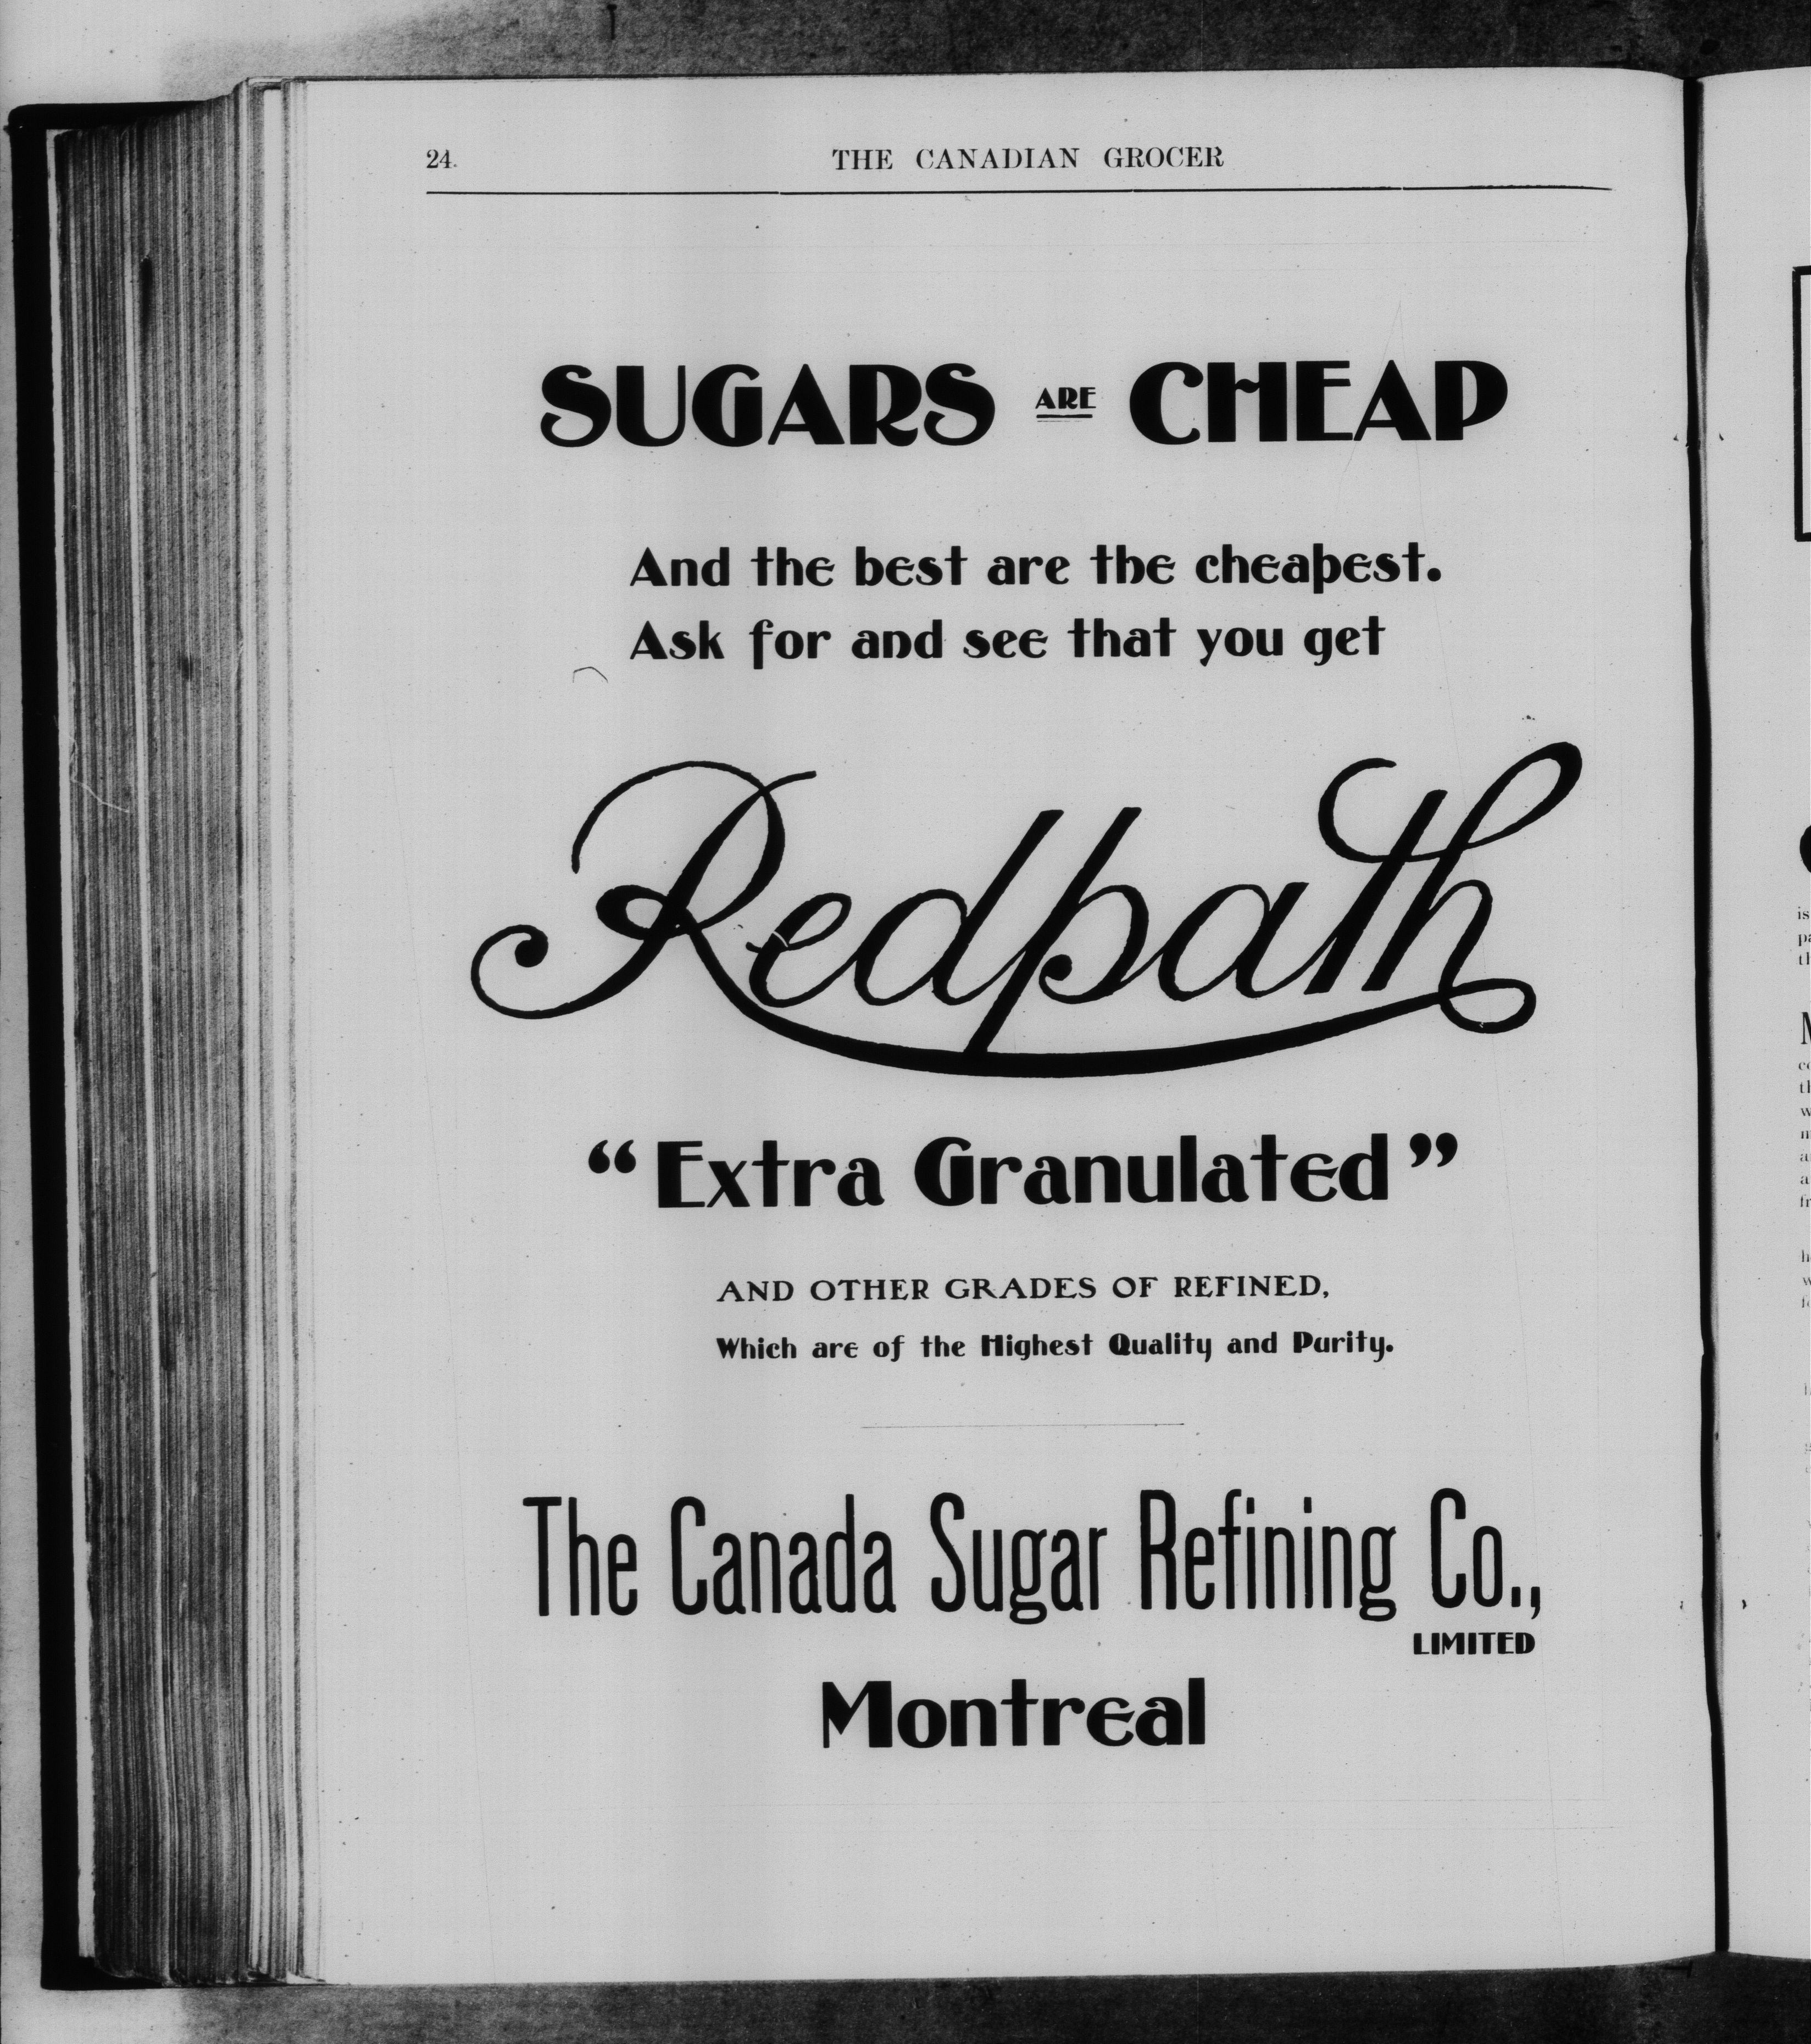 24
THE CANADIAN GROCER
SUGARS ARE CHEAP
And the best are the cheapest.
Ask for and see that you get
Redpath
“Extra Granulated”
AND OTHER GRADES OF REFINED,
Which are of the Highest Quality and Purity.
The Canada Sugar Refining Co.,
LIMITED
Montreal